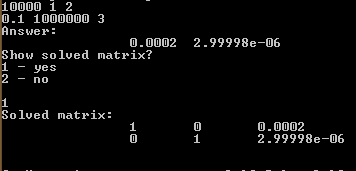 10000 1 2
0.1 1000000 3
Answer:
0.0002 2.99998e-06
Show solved matrix?
1 - yes
2 - no
1
Solved matrix:
1 0 0.0002
0 1 2.99998e-06